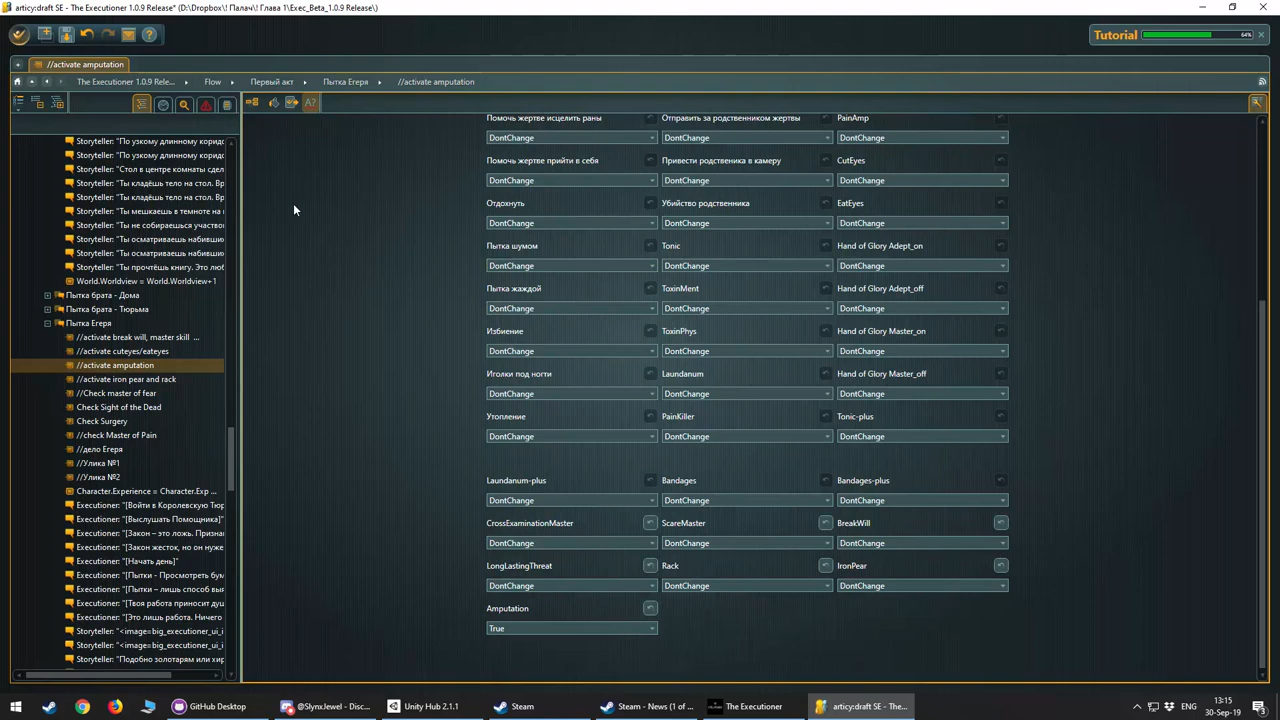 articy:draft SE - The Executioner 1.0.9 Release* (D:\Dropbox\! Палач\! Глава 1\Exec_Beta_1.0.9 Release\)
Tutorial 64%
//activate amputation
The Executioner 1.0.9 Rele... Flow Первый акт Пытка Егеря //activate amputation
Storyteller: "По узкому длинному коридо
Storyteller: "По узкому длинному коридо
Storyteller: "Стол в центре комнаты сдел
Storyteller: "Ты кладёшь тело на стол. Вр
Storyteller: "Ты кладёшь тело на стол. Вр
Storyteller: "Ты мешкаешь в темноте на
Storyteller: "Ты не собираешься участво
Storyteller: "Ты осматриваешь набивших
Storyteller: "Ты осматриваешь набивших
Storyteller: "Ты прочтёшь книгу. Это люб
World.Worldview = World.Worldview+1
Пытка брата - Дома
Пытка брата - Тюрьма
Пытка Егеря
//activate break will, master skill ...
//activate cuteyes/eateyes
//activate amputation
//activate iron pear and rack
//Check master of fear
Check Sight of the Dead
Check Surgery
//check Master of Pain
//дело Егеря
//Улика №1
//Улика №2
Character.Experience = Character.Exp ...
Executioner: "[Войти в Королевскую Тюр
Executioner: "[Выслушать Помощника]"
Executioner: "[Закон – это ложь. Признан
Executioner: "[Закон жесток, но он нуже
Executioner: "[Начать день]"
Executioner: "[Пытки - Просмотреть бум
Executioner: "[Пытки – лишь способ выя
Executioner: "[Твоя работа приносит душ
Executioner: "[Это лишь работа. Ничего
Storyteller: "<image=big_executioner_ui_i
Storyteller: "<image=big_executioner_ui_i
Storyteller: "Подобно золотарям или хир
Помочь жертве исцелить раны Отправить за родственником жертвы PainAmp
DontChange DontChange DontChange
Помочь жертве прийти в себя Привести родственика в камеру CutEyes
DontChange DontChange DontChange
Отдохнуть Убийство родственника EatEyes
DontChange DontChange DontChange
Пытка шумом Tonic Hand of Glory Adept_on
DontChange DontChange DontChange
Пытка жаждой ToxinMent Hand of Glory Adept_off
DontChange DontChange DontChange
Избиение ToxinPhys Hand of Glory Master_on
DontChange DontChange DontChange
Иголки под ногти Laundanum Hand of Glory Master_off
DontChange DontChange DontChange
Утопление PainKiller Tonic-plus
DontChange DontChange DontChange
Laundanum-plus Bandages Bandages-plus
DontChange DontChange DontChange
CrossExaminationMaster ScareMaster BreakWill
DontChange DontChange DontChange
LongLastingThreat Rack IronPear
DontChange DontChange DontChange
Amputation
True
GitHub Desktop @SlynxJewel - Disc... Unity Hub 2.1.1 Steam Steam - News (1 of ... The Executioner articy:draft SE - The... ENG 13:15
30-Sep-19 3